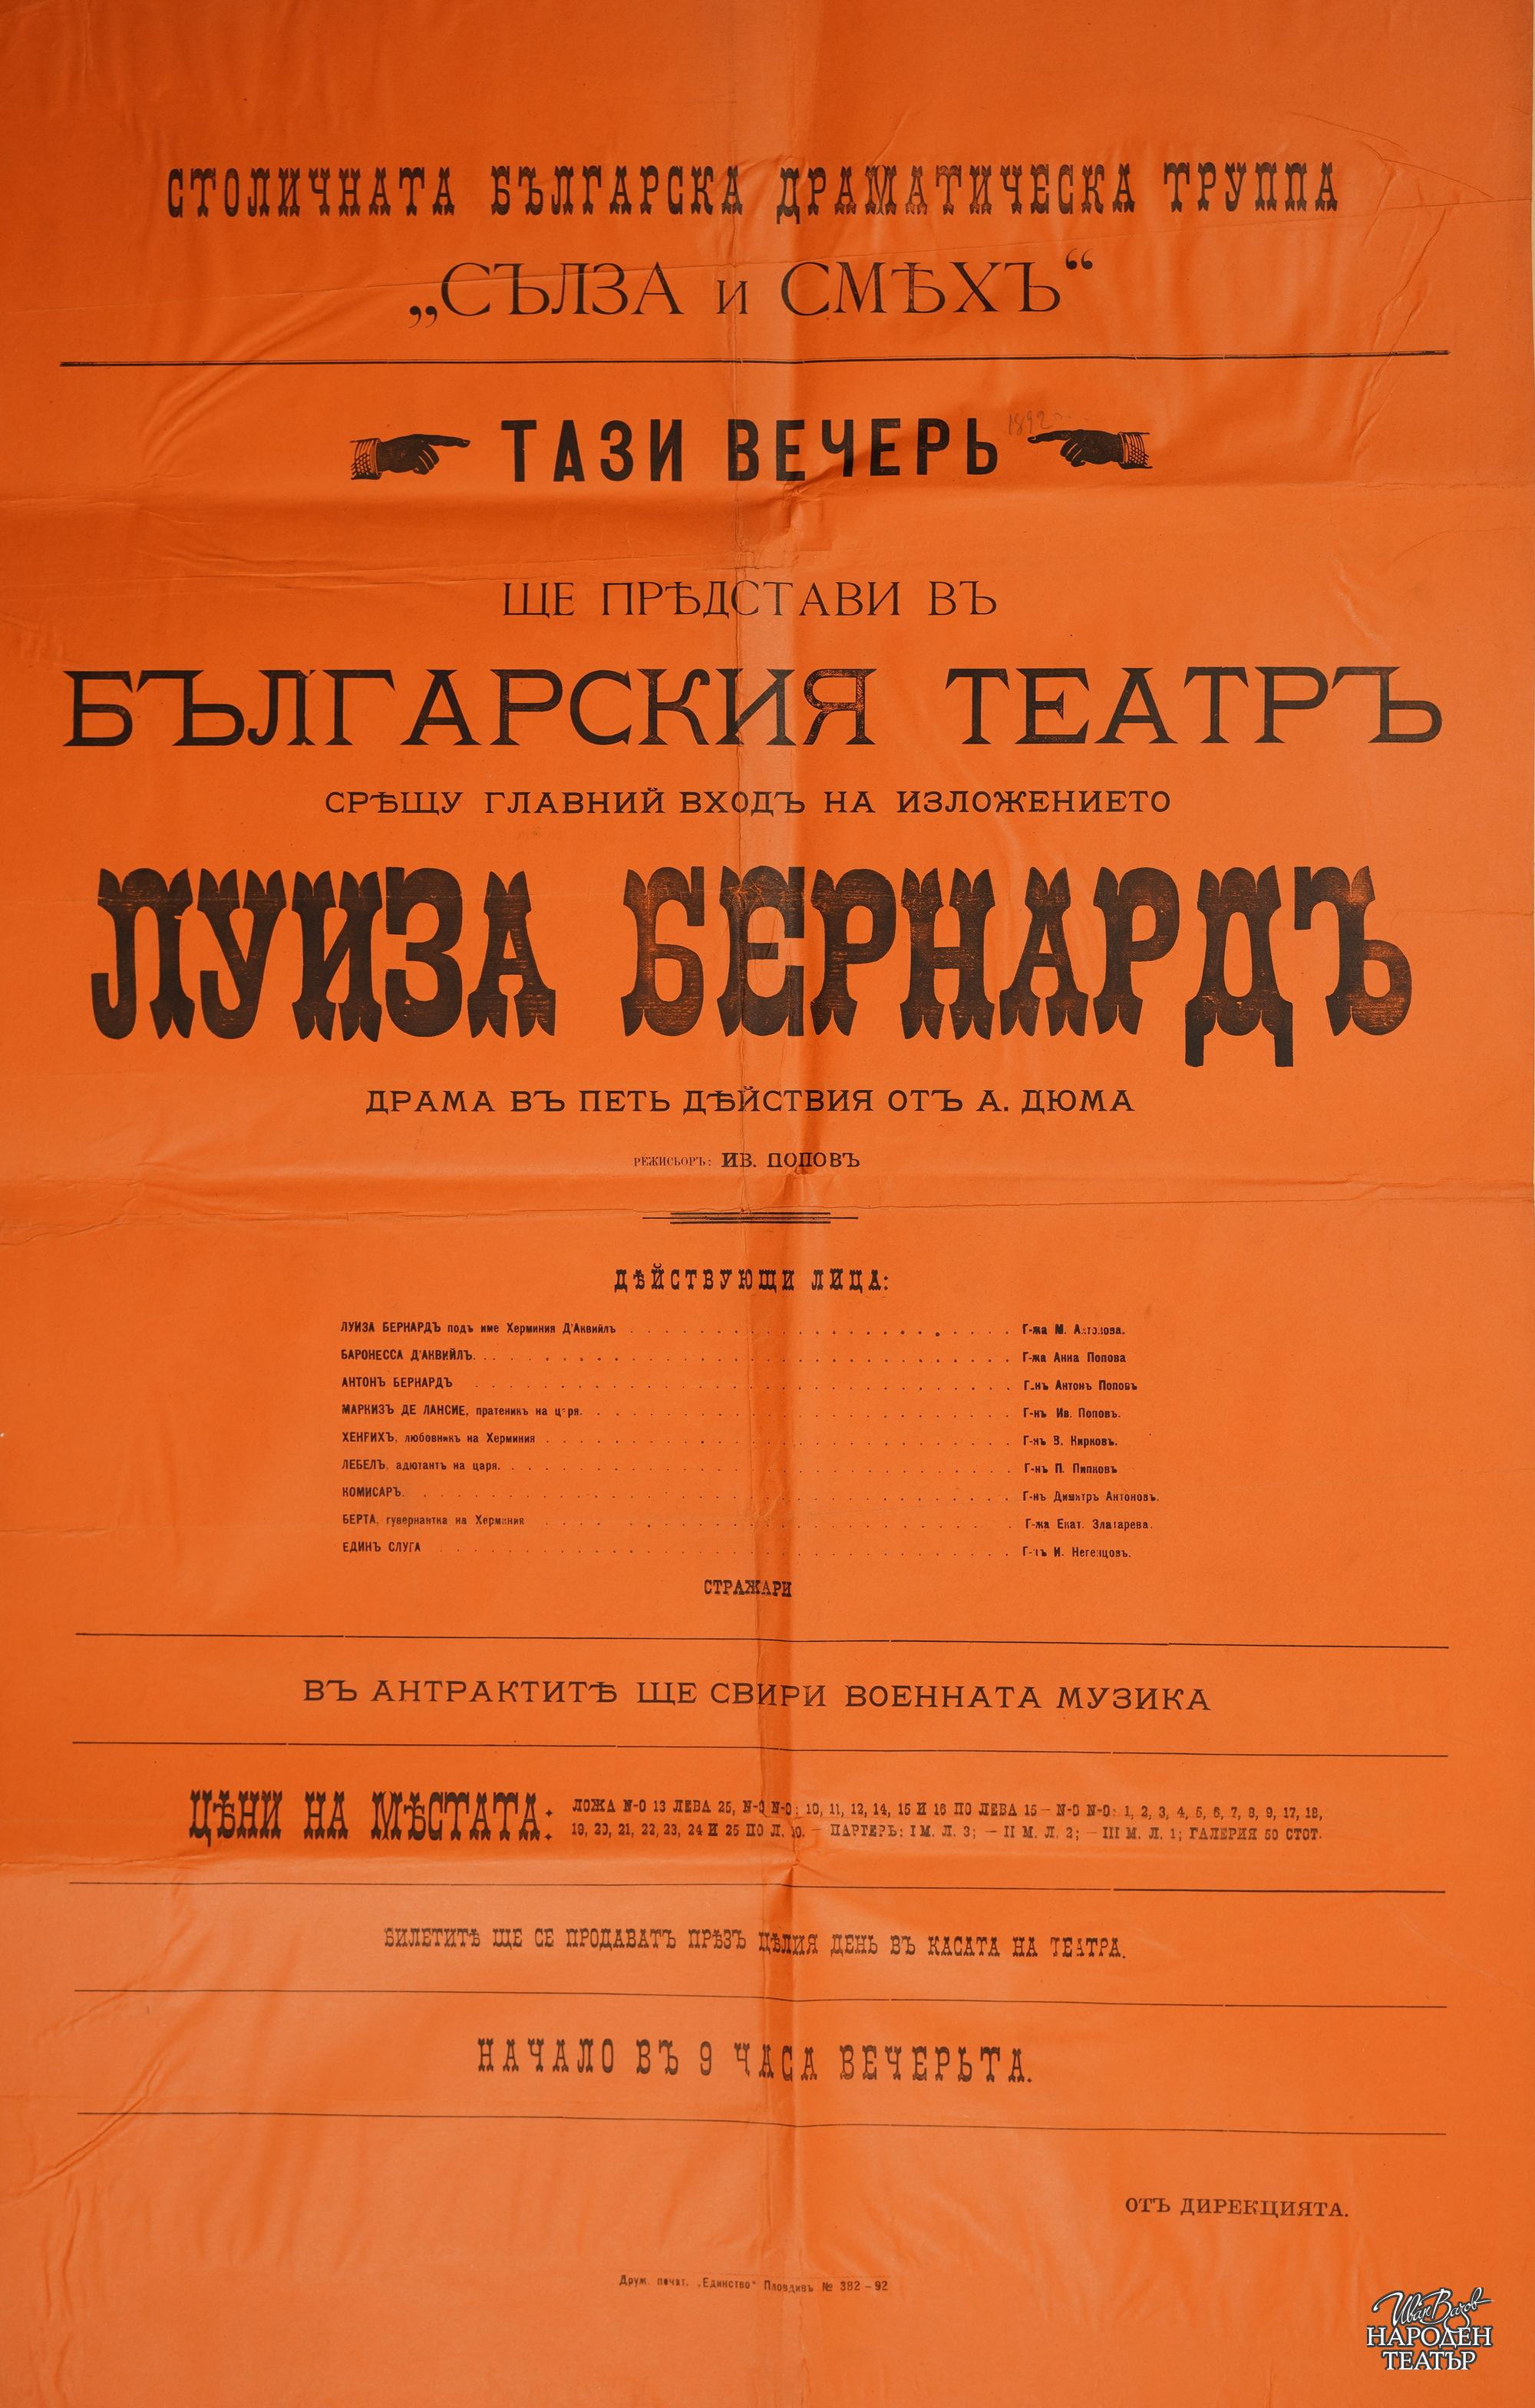 СТОЛИЧНАТА БЪЛГАРСКА ДРАМАТИЧЕСКА ТРУППА
„СЪЛЗА и СМѢХЪ“
1892
ТАЗИ ВЕЧЕРЬ
ЩЕ ПРѢДСТАВИ ВЪ
БЪЛГАРСКИЯ ТЕАТРЪ
СРѢЩУ ГЛАВНИЙ ВХОДЪ НА ИЗЛОЖЕНИЕТО
ЛУИЗА БЕРНАРДЪ
ДРАМА ВЪ ПЕТЬ ДѢЙСТВИЯ ОТЪ А. ДЮМА
РЕЖИСЬОРЪ: ИВ. ПОПОВЪ
ДѢЙСТВУЮЩИ ЛИЦА:
ЛУИЗА БЕРНАРДЪ подъ име Херминия Д'Аквийлъ . . . . Г-жа М.
БАРОНЕССА Д'АКВИЙЛЪ. . . . . Г-жа Анна Попова
АНТОНЪ БЕРНАРДЪ . . . . Г-нъ Антонъ Поповъ
МАРКИЗЪ ДЕ ЛАНСИЕ, пратеникъ на царя. . . . . Г-нъ Ив. Поповъ.
ХЕНРИХЪ, любовникъ на Херминия . . . . Г-нъ В. Кирковъ.
ЛЕБЕЛЪ, адютантъ на царя. . . . . Г-нъ П. Пипковъ
КОМИСАРЪ. . . . . Г-нъ Димитръ Антоновъ.
БЕРТА, гувернантка на Херминия . . . . Г-жа Екат. Златарева.
ЕДИНЪ СЛУГА . . . . Г-нъ И.
СТРАЖАРИ
ВЪ АНТРАКТИТѢ ЩЕ СВИРИ ВОЕННАТА МУЗИКА
ЦѢНИ НА МѢСТАТА:
ЛОЖА N-O 13 ЛЕВА 25, N-O N-O: 10, 11, 12, 14, 15 И 16 ПО ЛЕВА 15 — N-O N-O: 1, 2, 3, 4, 5, 6, 7, 8, 9, 17, 18,
19, 20, 21, 22, 23, 24 И 25 ПО Л. 10. — ПАРТЕРЪ: I М. Л. 3; — II М. Л. 2; — III М. Л. 1; ГАЛЕРИЯ 50 СТОТ.
БИЛЕТИТѢ ЩЕ СЕ ПРОДАВАТЪ ПРѢЗЪ ЦѢЛИЯ ДЕНЬ ВЪ КАСАТА НА ТЕАТРА.
НАЧАЛО ВЪ 9 ЧАСА ВЕЧЕРЬТА.
ОТЪ ДИРЕКЦИЯТА.
Друж. печат. „Единство“ Пловдивъ № 382 – 92
Иван Вазов
НАРОДЕН
ТЕАТЪР